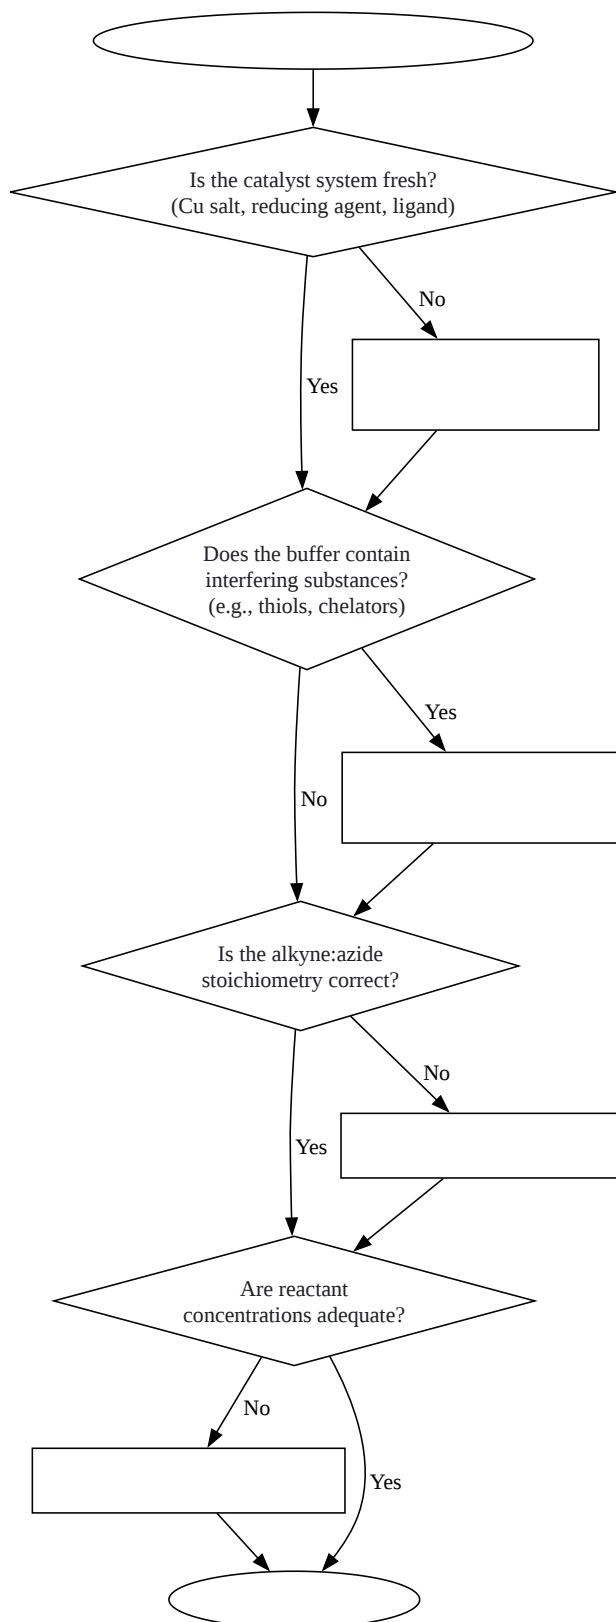 Is the catalyst system fresh?
(Cu salt, reducing agent, ligand)
No
Yes
Does the buffer contain
interfering substances?
(e.g., thiols, chelators)
Yes
No
Is the alkyne:azide
stoichiometry correct?
No
Yes
Are reactant
concentrations adequate?
No
Yes